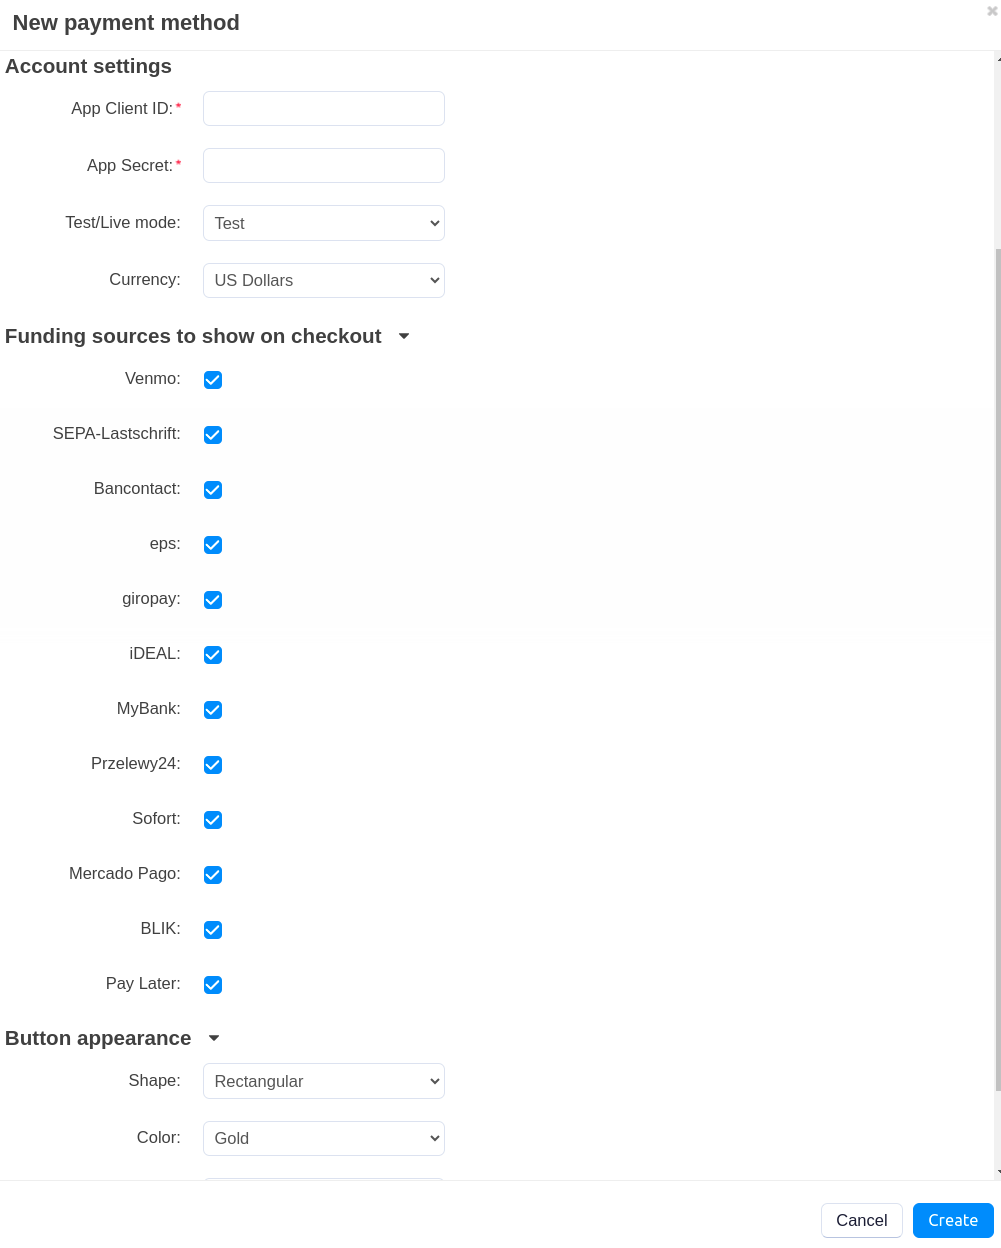 New payment method
Account settings
App Client ID:*
App Secret:*
Test/Live mode: Test
Currency: US Dollars
Funding sources to show on checkout
Venmo:
SEPA-Lastschrift:
Bancontact:
eps:
giropay:
iDEAL:
MyBank:
Przelewy24:
Sofort:
Mercado Pago:
BLIK:
Pay Later:
Button appearance
Shape: Rectangular
Color: Gold
Cancel Create